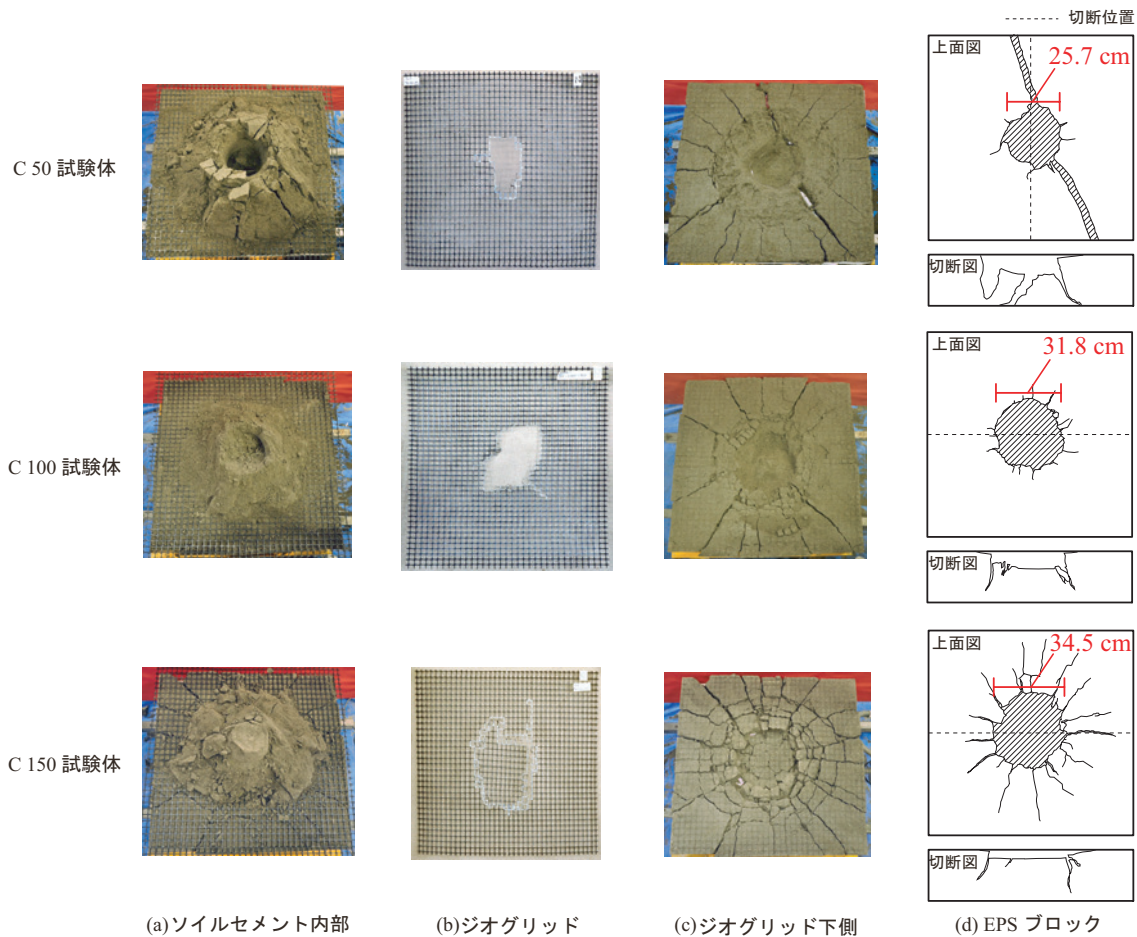 切断位置
上面図
25.7 cm
C 50 試験体
切断図
上面図
31.8 cm
C 100 試験体
切断図
上面図
34.5 cm
C 150 試験体
切断図
(a)ソイルセメント内部
(b)ジオグリッド
(c)ジオグリッド下側
(d) EPS ブロック